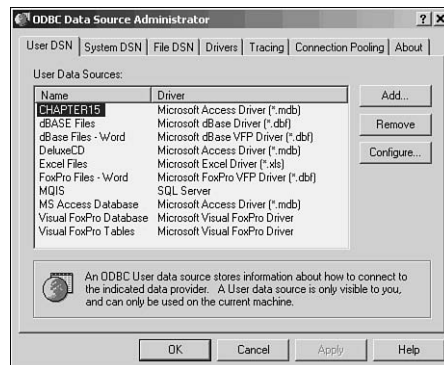 ODBC Data Source Administrator
User DSN System DSN File DSN Drivers Tracing Connection Pooling About
User Data Sources:
Name Driver
CHAPTER15 Microsoft Access Driver (*.mdb)
dBASE Files Microsoft dBase Driver (*.dbf)
dBase Files - Word Microsoft dBase VFP Driver (*.dbf)
DeluxeCD Microsoft Access Driver (*.mdb)
Excel Files Microsoft Excel Driver (*.xls)
FoxPro Files - Word Microsoft FoxPro VFP Driver (*.dbf)
MQIS SQL Server
MS Access Database Microsoft Access Driver (*.mdb)
Visual FoxPro Database Microsoft Visual FoxPro Driver
Visual FoxPro Tables Microsoft Visual FoxPro Driver
Add...
Remove
Configure...
An ODBC User data source stores information about how to connect to
the indicated data provider. A User data source is only visible to you,
and can only be used on the current machine.
OK Cancel Apply Help